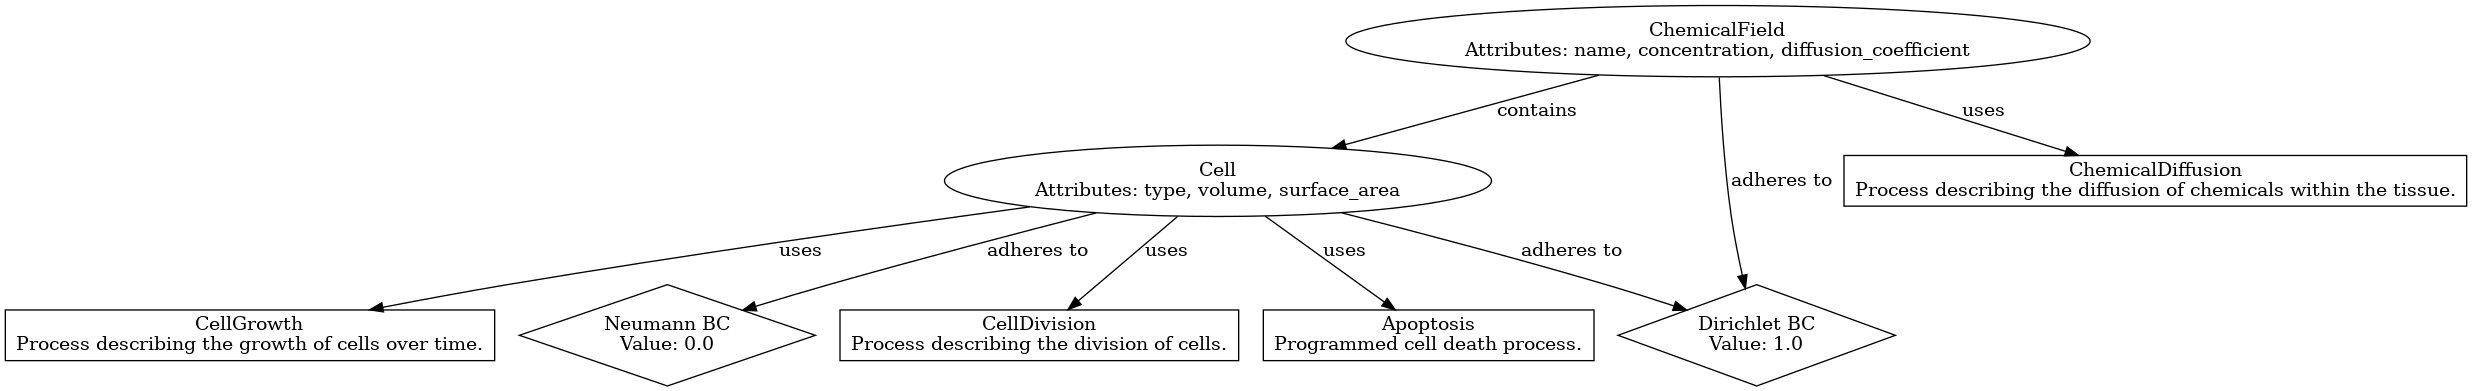 ChemicalField
Attributes: name, concentration, diffusion_coefficient
contains
uses
Cell
Attributes: type, volume, surface_area
adheres to
ChemicalDiffusion
Process describing the diffusion of chemicals within the tissue.
uses
adheres to
uses
uses
adheres to
CellGrowth
Process describing the growth of cells over time.
Neumann BC
Value: 0.0
CellDivision
Process describing the division of cells.
Apoptosis
Programmed cell death process.
Dirichlet BC
Value: 1.0